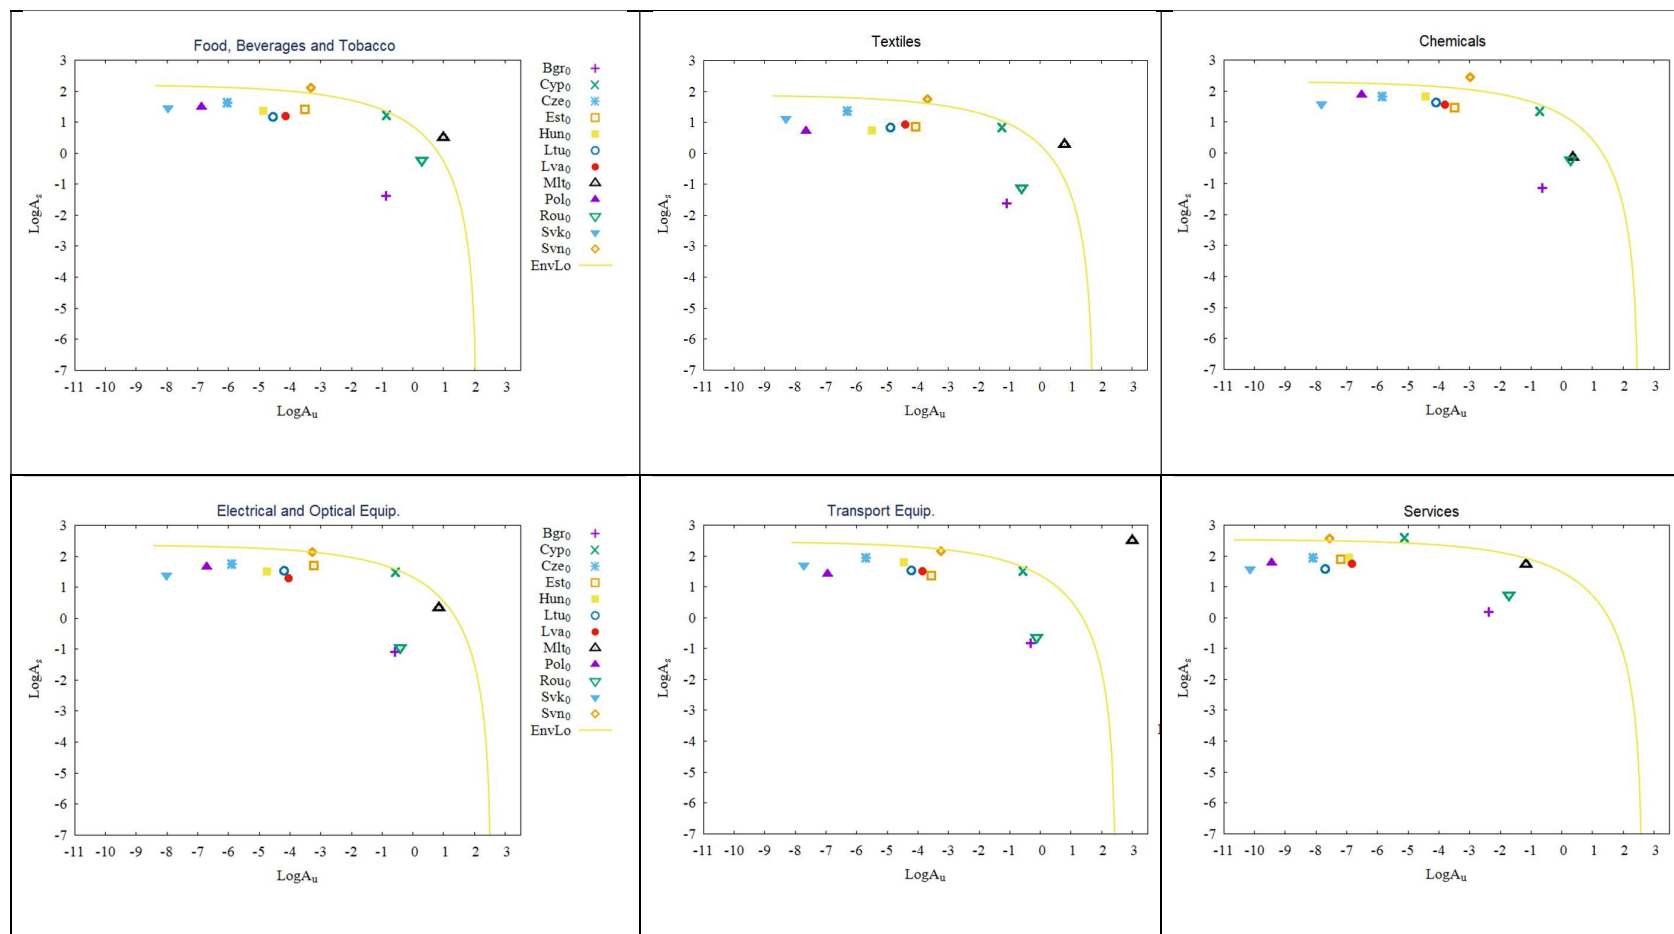 Food, Beverages and Tobacco
3
2
1
0
-1
-2
-3
-4
-5
-6
-7
LogAs
-11 -10 -9 -8 -7 -6 -5 -4 -3 -2 -1 0 1 2 3
LogAu
Bgr0
Cyp0
Cze0
Est0
Hun0
Ltu0
Lva0
Mlt0
Pol0
Rou0
Svk0
Svn0
EnvLo
Textiles
3
2
1
0
-1
-2
-3
-4
-5
-6
-7
LogAs
-11 -10 -9 -8 -7 -6 -5 -4 -3 -2 -1 0 1 2 3
LogAu
Chemicals
3
2
1
0
-1
-2
-3
-4
-5
-6
-7
LogAs
-11 -10 -9 -8 -7 -6 -5 -4 -3 -2 -1 0 1 2 3
LogAu
Electrical and Optical Equip.
3
2
1
0
-1
-2
-3
-4
-5
-6
-7
LogAs
-11 -10 -9 -8 -7 -6 -5 -4 -3 -2 -1 0 1 2 3
LogAu
Bgr0
Cyp0
Cze0
Est0
Hun0
Ltu0
Lva0
Mlt0
Pol0
Rou0
Svk0
Svn0
EnvLo
Transport Equip.
3
2
1
0
-1
-2
-3
-4
-5
-6
-7
LogAs
-11 -10 -9 -8 -7 -6 -5 -4 -3 -2 -1 0 1 2 3
LogAu
Services
3
2
1
0
-1
-2
-3
-4
-5
-6
-7
LogAs
-11 -10 -9 -8 -7 -6 -5 -4 -3 -2 -1 0 1 2 3
LogAu